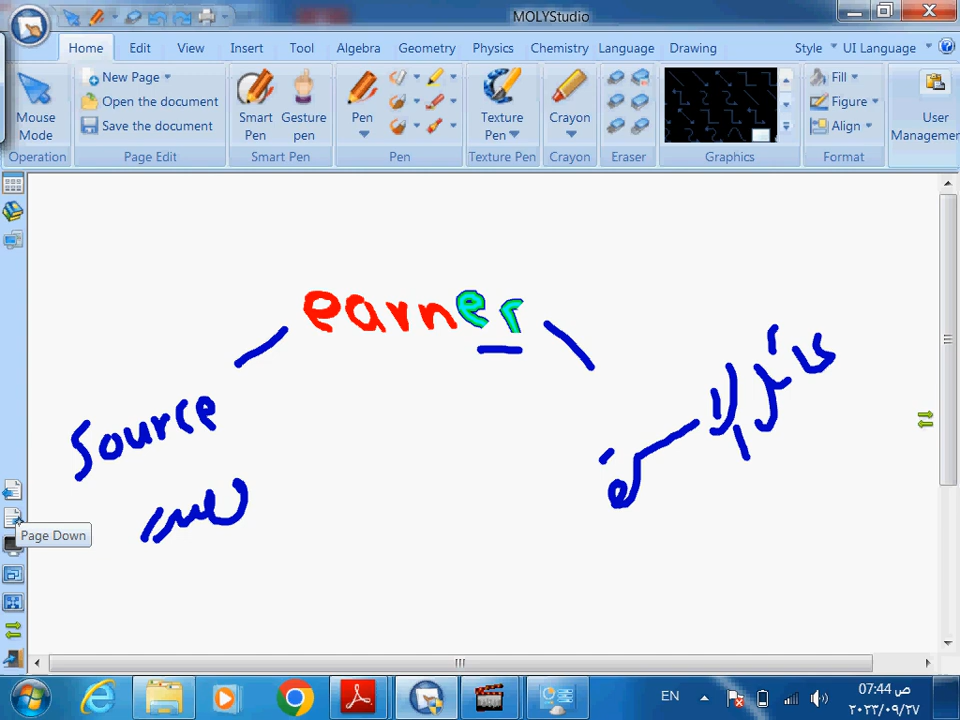 MOLYStudio
Home Edit View Insert Tool Algebra Geometry Physics Chemistry Language Drawing Style UI Language
New Page
Open the document
Save the document
Mouse Mode
Smart Pen
Gesture pen
Pen
Texture Pen
Crayon
Fill
Figure
Align
User Managemen
Operation Page Edit Smart Pen Pen Texture Pen Crayon Eraser Graphics Format
earner
Source
Page Down
EN
07:44 ص
٢٠٢٣/٠٩/٢٧